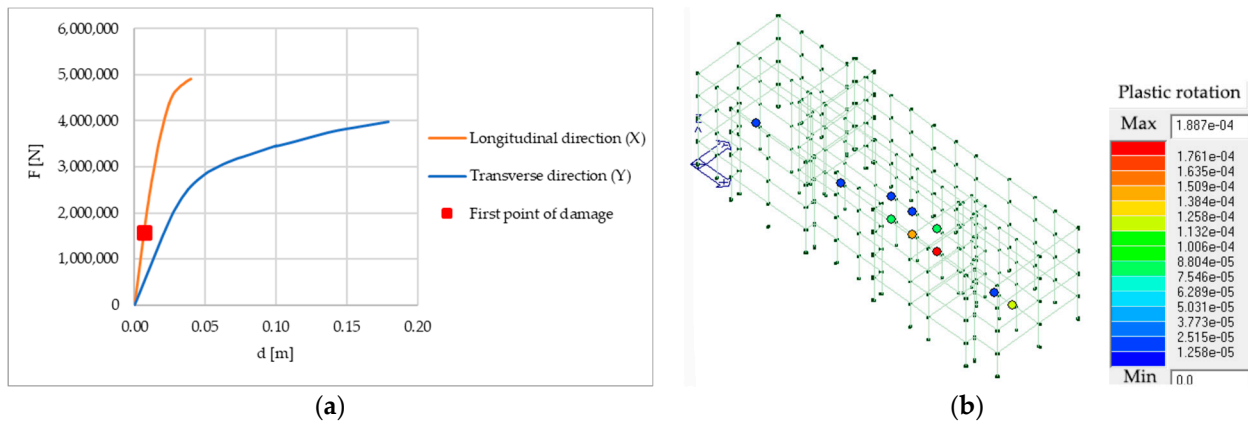 6,000,000
5,000,000
4,000,000
3,000,000
2,000,000
1,000,000
0
F [N]
0.00 0.05 0.10 0.15 0.20
d [m]
Longitudinal direction (X)
Transverse direction (Y)
First point of damage
(a)
Plastic rotation
Max 1.887e-04
1.761e-04
1.635e-04
1.509e-04
1.384e-04
1.258e-04
1.132e-04
1.006e-04
8.804e-05
7.546e-05
6.289e-05
5.031e-05
3.773e-05
2.515e-05
1.258e-05
Min 0.0
(b)